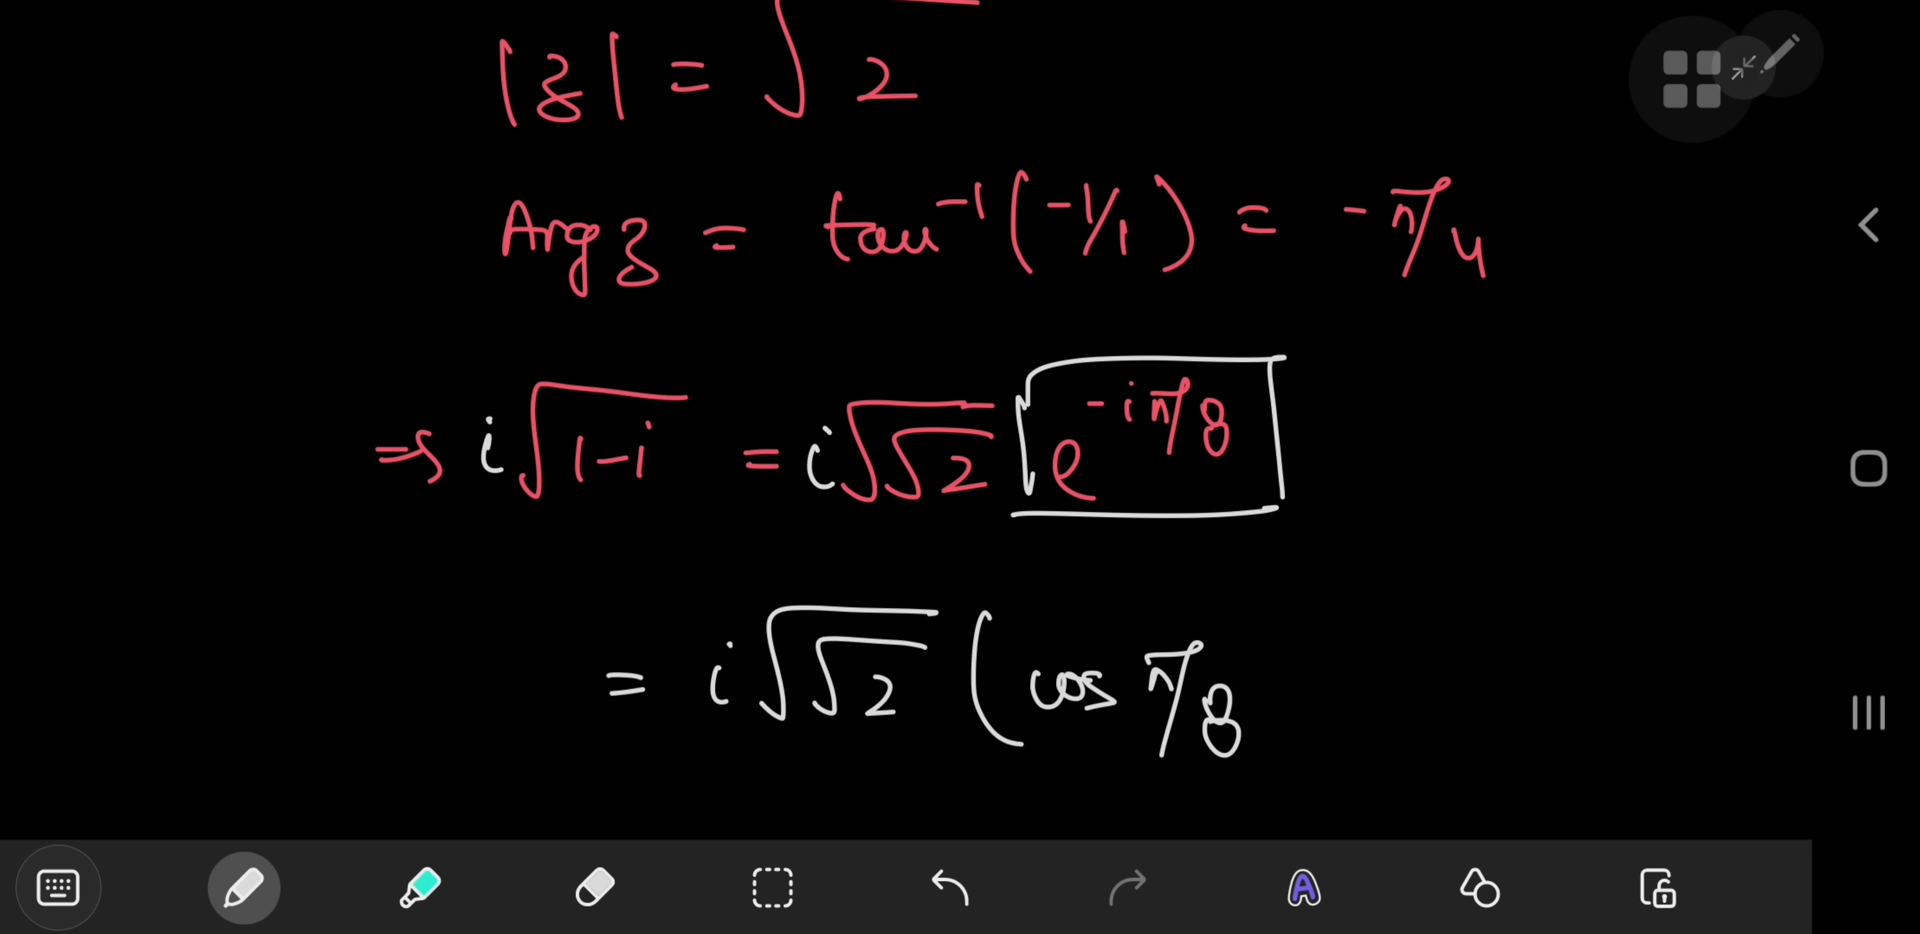 |z| = √2
Arg z = tan⁻¹(-1/1) = -π/4
⇒ i√(1-i) = i√√2 e^(-iπ/8)
= i√√2 (cos π/8